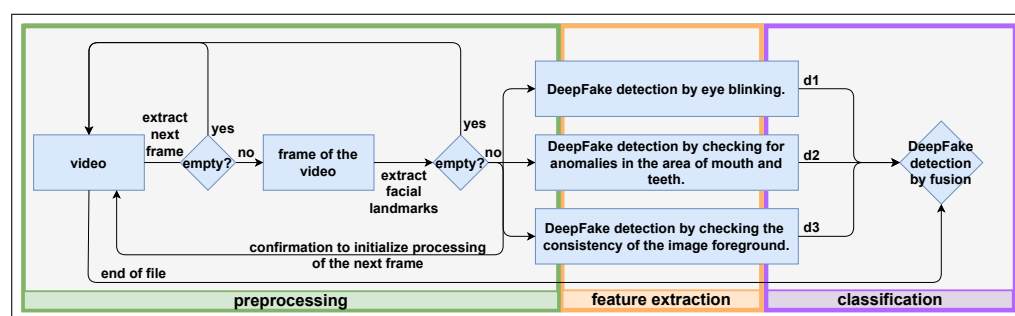 yes
extract
next
frame
video
empty?
no
frame of the
video
extract
facial
landmarks
yes
empty?
no
confirmation to initialize processing
of the next frame
end of file
DeepFake detection by eye blinking.
DeepFake detection by checking for
anomalies in the area of mouth and
teeth.
DeepFake detection by checking the
consistency of the image foreground.
d1
d2
d3
DeepFake
detection
by fusion
preprocessing
feature extraction
classification